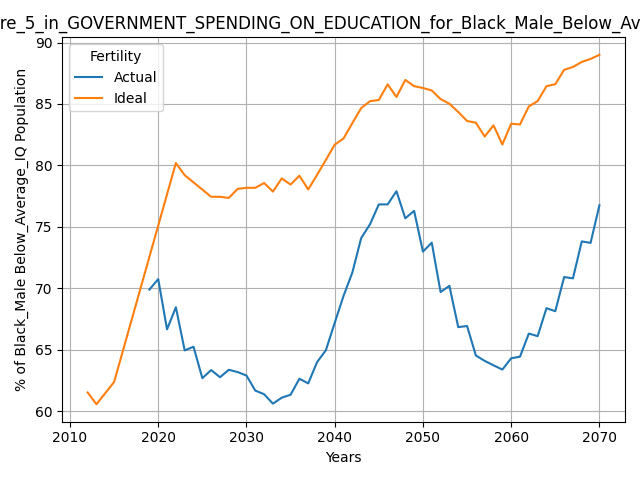 re_5_in_GOVERNMENT_SPENDING_ON_EDUCATION_for_Black_Male_Below_Av
90
85
80
75
70
65
60
% of Black_Male Below_Average_IQ Population
Fertility
Actual
Ideal
2010 2020 2030 2040 2050 2060 2070
Years